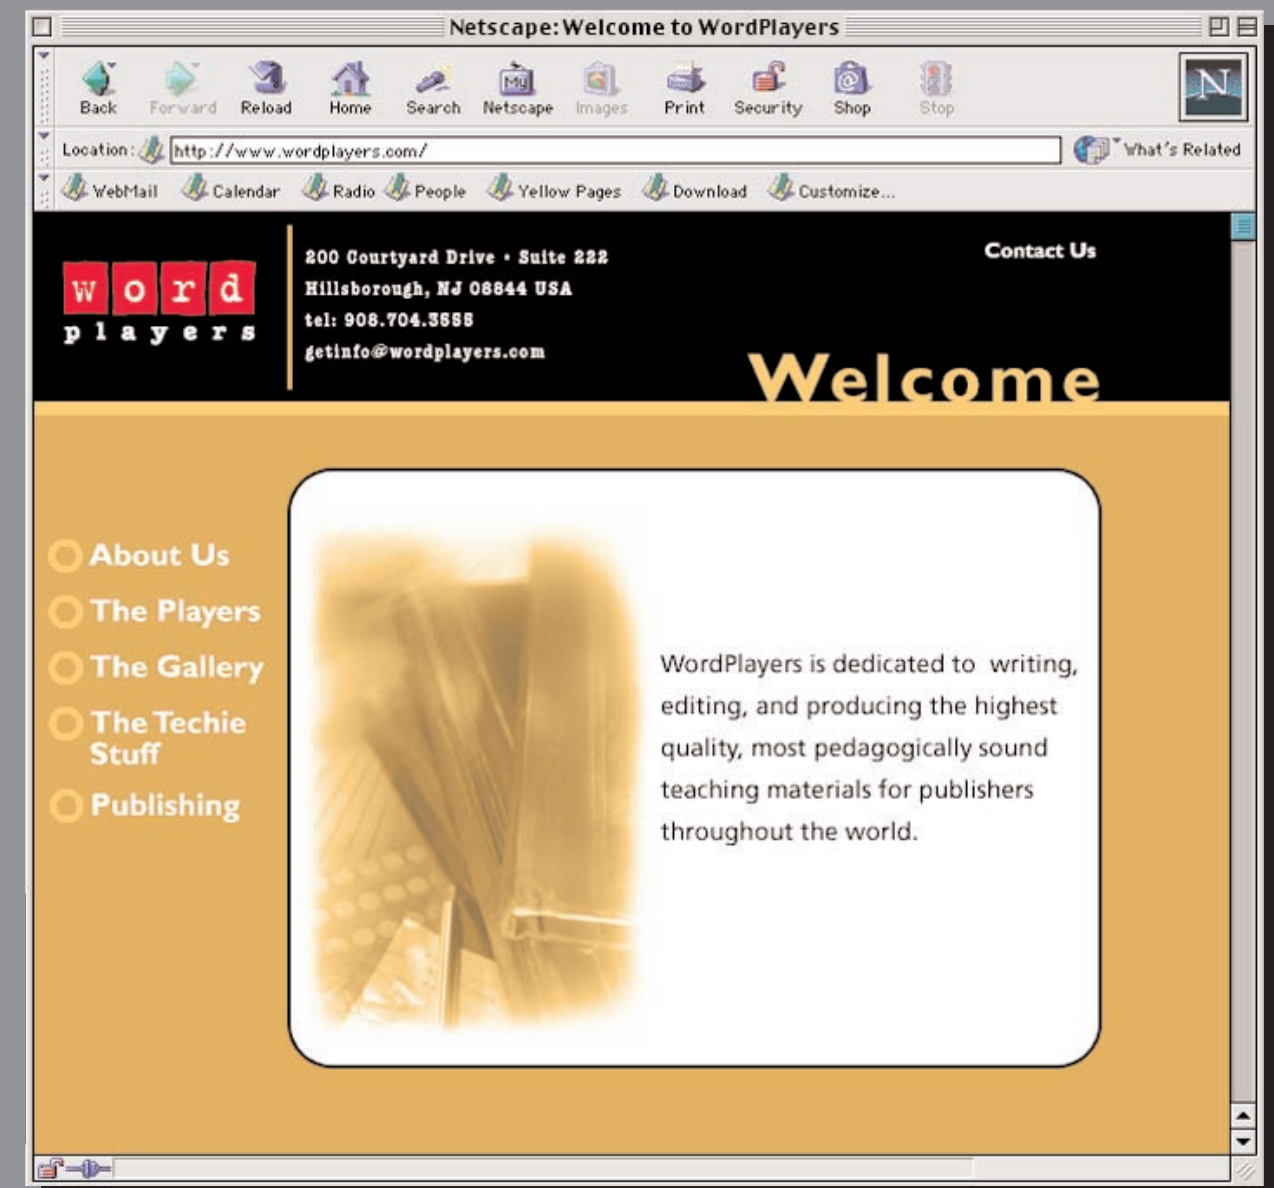 Netscape: Welcome to WordPlayers
Back Forward Reload Home Search Netscape Images Print Security Shop Stop
My
N
Location: http://www.wordplayers.com/ What's Related
WebMail Calendar Radio People Yellow Pages Download Customize...
word
players
200 Courtyard Drive • Suite 222
Hillsborough, NJ 08844 USA
tel: 908.704.3555
getinfo@wordplayers.com
Contact Us
Welcome
About Us
The Players
The Gallery
The Techie
Stuff
Publishing
WordPlayers is dedicated to writing,
editing, and producing the highest
quality, most pedagogically sound
teaching materials for publishers
throughout the world.